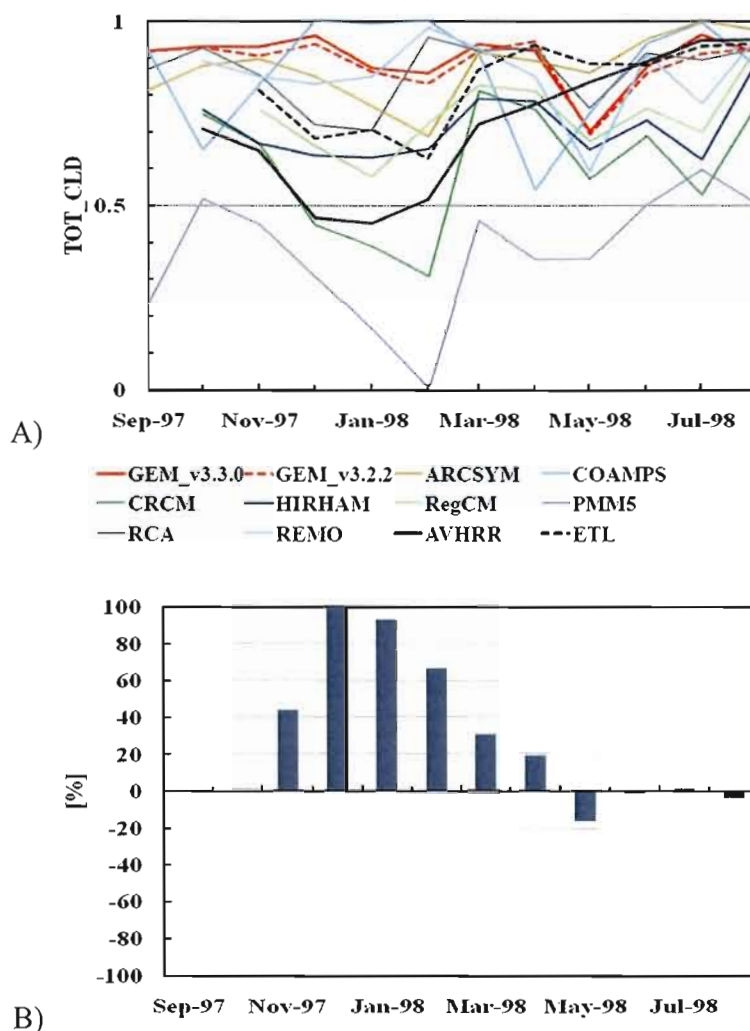 1
TOT_CLD
0.5
0
A)
Sep-97 Nov-97 Jan-98 Mar-98 May-98 Jul-98
GEM_v3.3.0 GEM_v3.2.2 ARCSYM COAMPS
CRCM HIRHAM RegCM PMM5
RCA REMO AVHRR ETL
100
80
60
40
20
[%]
0
-20
-40
-60
-80
-100
Sep-97 Nov-97 Jan-98 Mar-98 May-98 Jul-98
B)